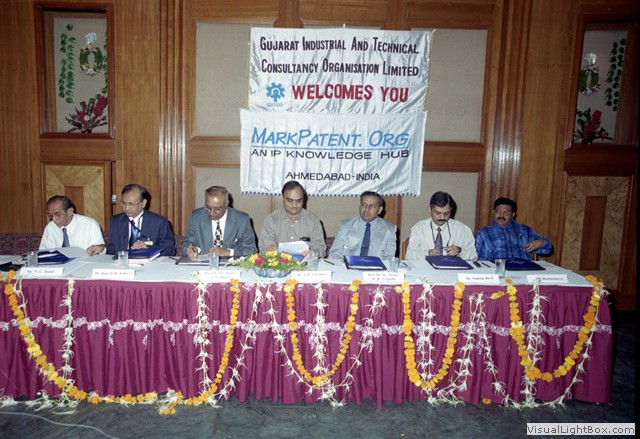 GUJARAT INDUSTRIAL AND TECHNICAL
CONSULTANCY ORGANISATION LIMITED
WELCOMES YOU
GITCO
MARKPATENT.ORG
AN IP KNOWLEDGE HUB
AHMEDABAD-INDIA
VisualLightBox.com